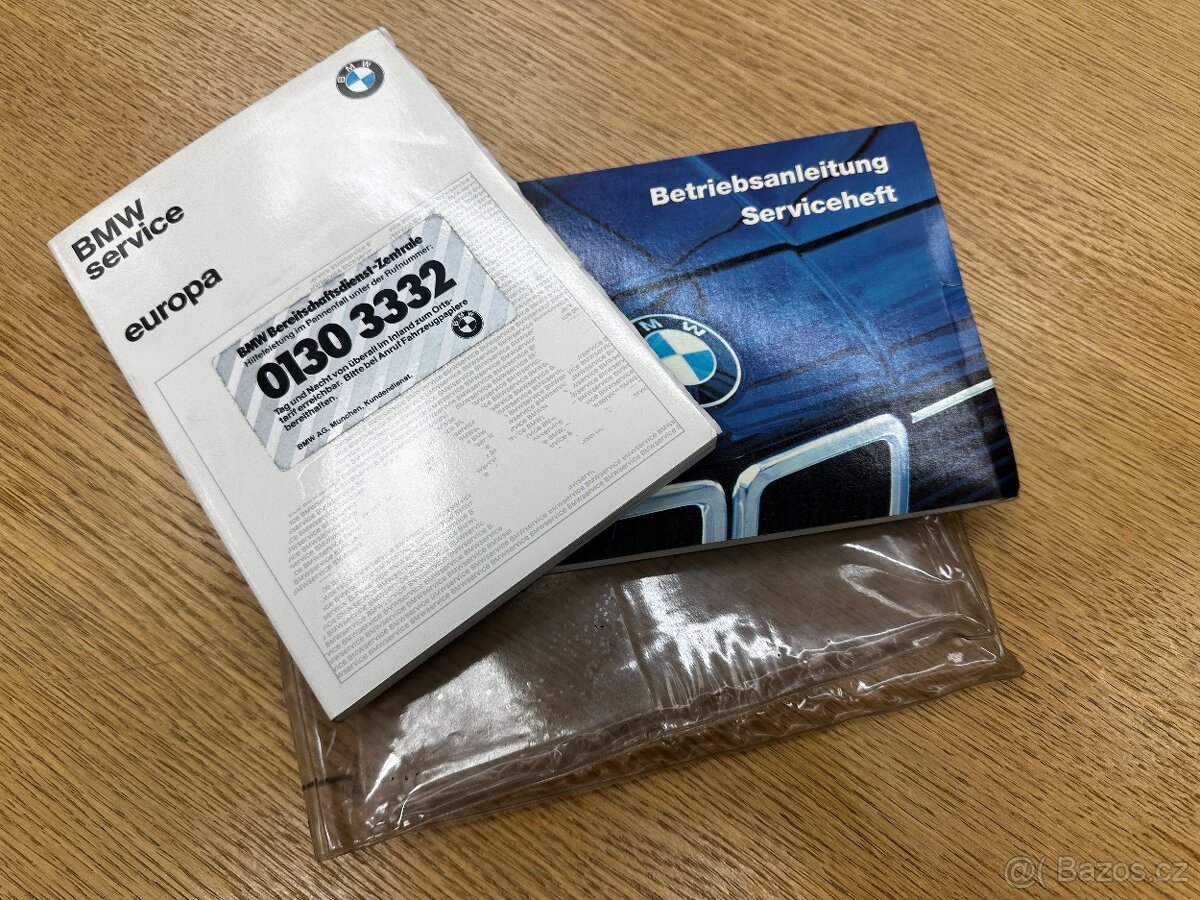 BMW
BMW
service
europa
BMW Bereitschaftsdienst-Zentrale
Hilfeleistung im Pannenfall unter der Rufnummer:
0130 3332
Tag und Nacht von überall im Inland zum Orts-
tarif erreichbar. Bitte bei Anruf Fahrzeugpapiere
bereithalten.
BMW AG, München, Kundendienst.
Betriebsanleitung
Serviceheft
BMW
@( Bazos.cz